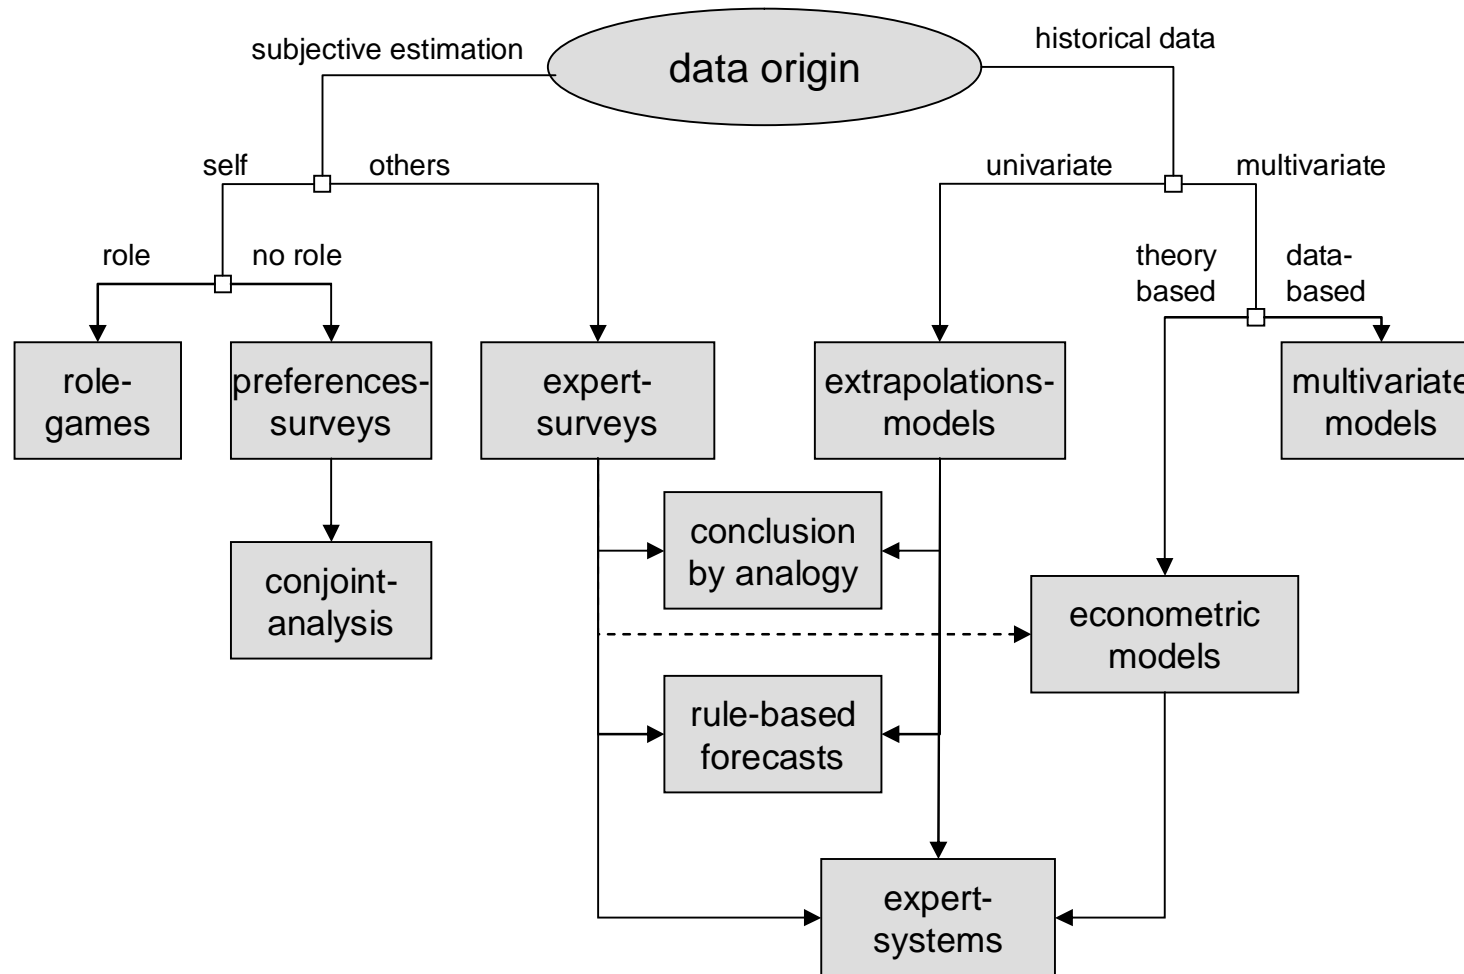 subjective estimation
data origin
historical data
self
others
univariate
multivariate
role
no role
theory
based
data-
based
role-
games
preferences-
surveys
expert-
surveys
extrapolations-
models
multivariate
models
conclusion
by analogy
conjoint-
analysis
econometric
models
rule-based
forecasts
expert-
systems